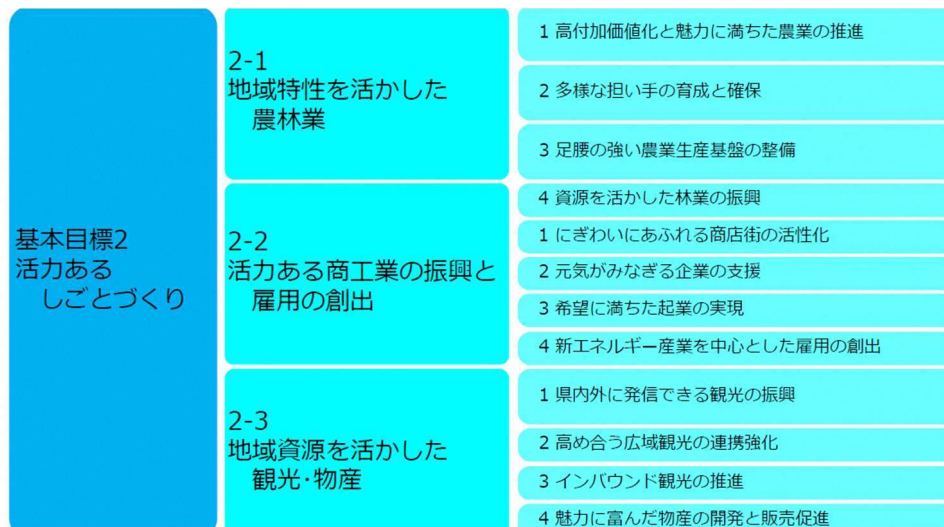 基本目標2
活力ある
しごとづくり
2-1
地域特性を活かした
農林業
1 高付加価値化と魅力に満ちた農業の推進
2 多様な担い手の育成と確保
3 足腰の強い農業生産基盤の整備
4 資源を活かした林業の振興
2-2
活力ある商工業の振興と
雇用の創出
1 にぎわいにあふれる商店街の活性化
2 元気がみなぎる企業の支援
3 希望に満ちた起業の実現
4 新エネルギー産業を中心とした雇用の創出
2-3
地域資源を活かした
観光・物産
1 県内外に発信できる観光の振興
2 高め合う広域観光の連携強化
3 インバウンド観光の推進
4 魅力に富んだ物産の開発と販売促進